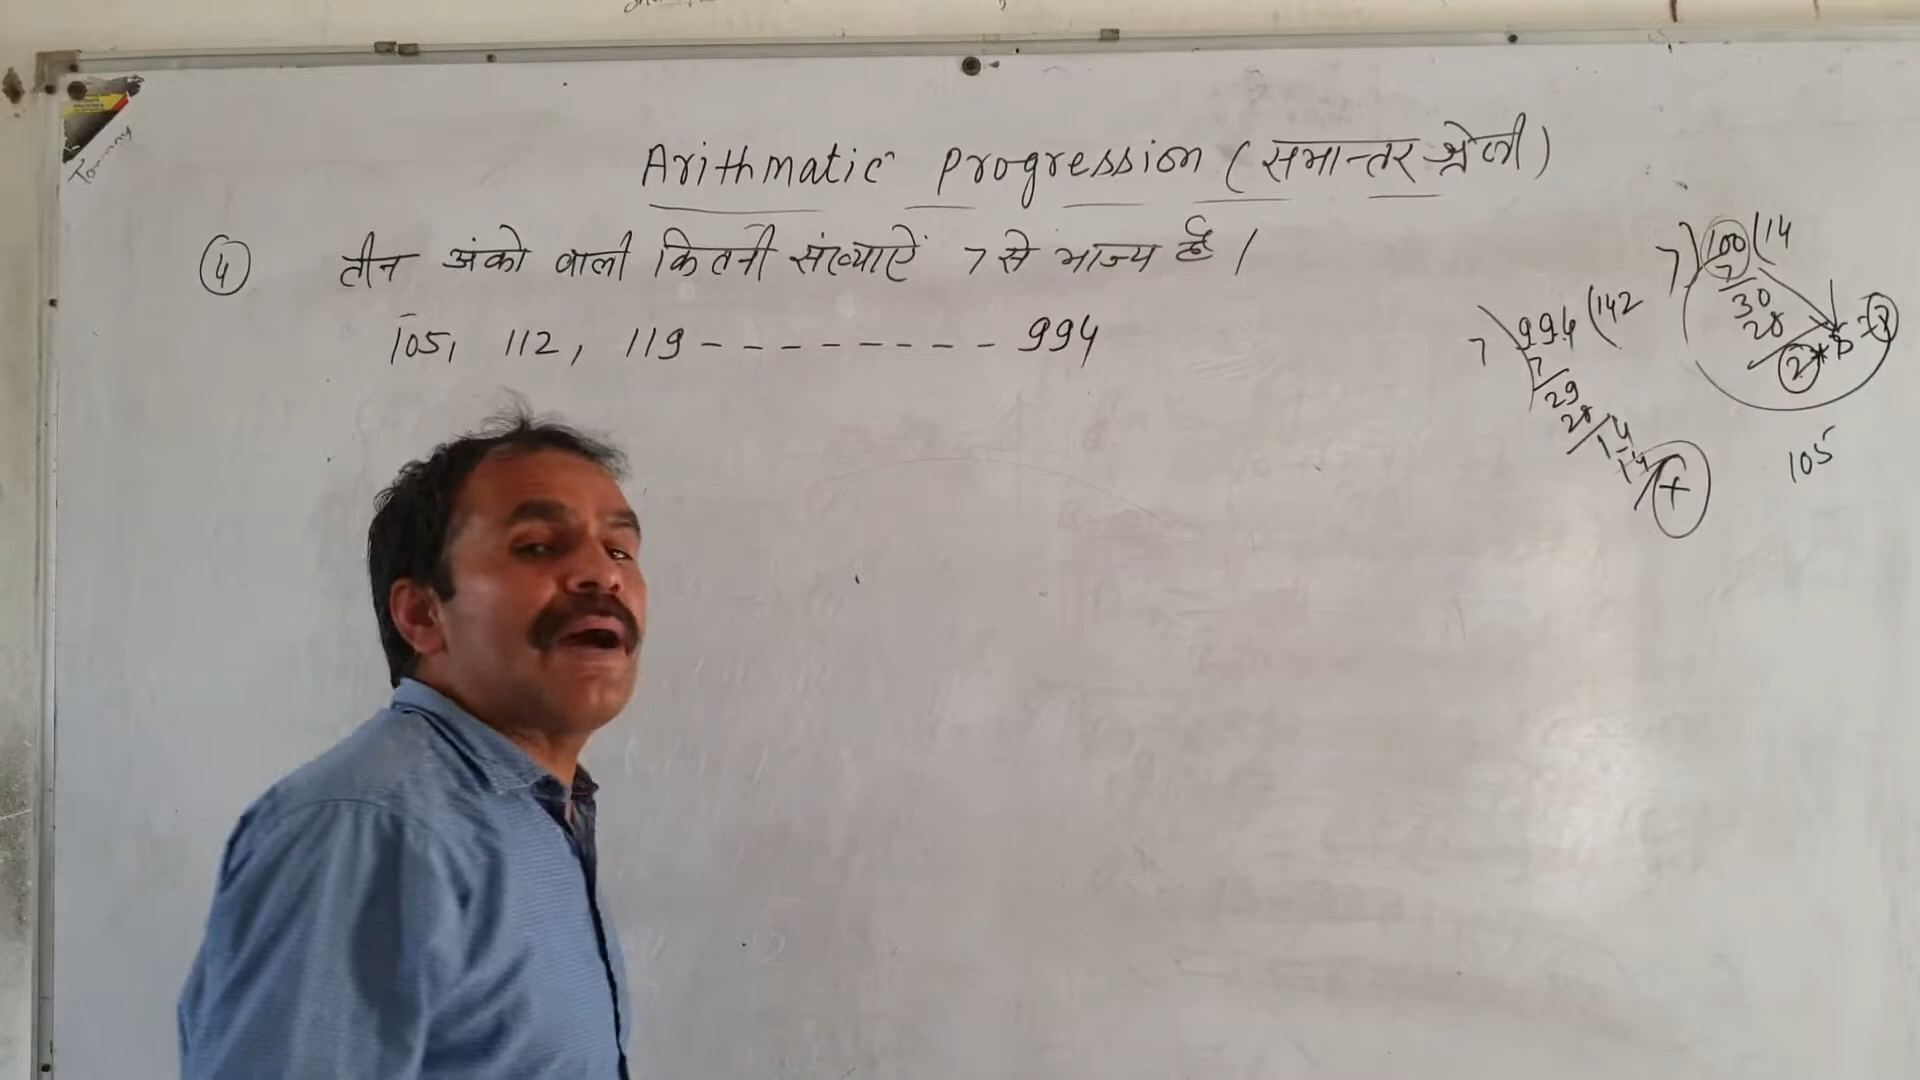 Arithmatic Progression (समान्तर श्रेणी)
④ तीन अंको वाली कितनी संख्याऐं 7 से भाज्य है।
105, 112, 119 - - - - - - - - - 994
7) 100 (14
7
30
28
2
7) 994 (142
7
29
28
14
14
105